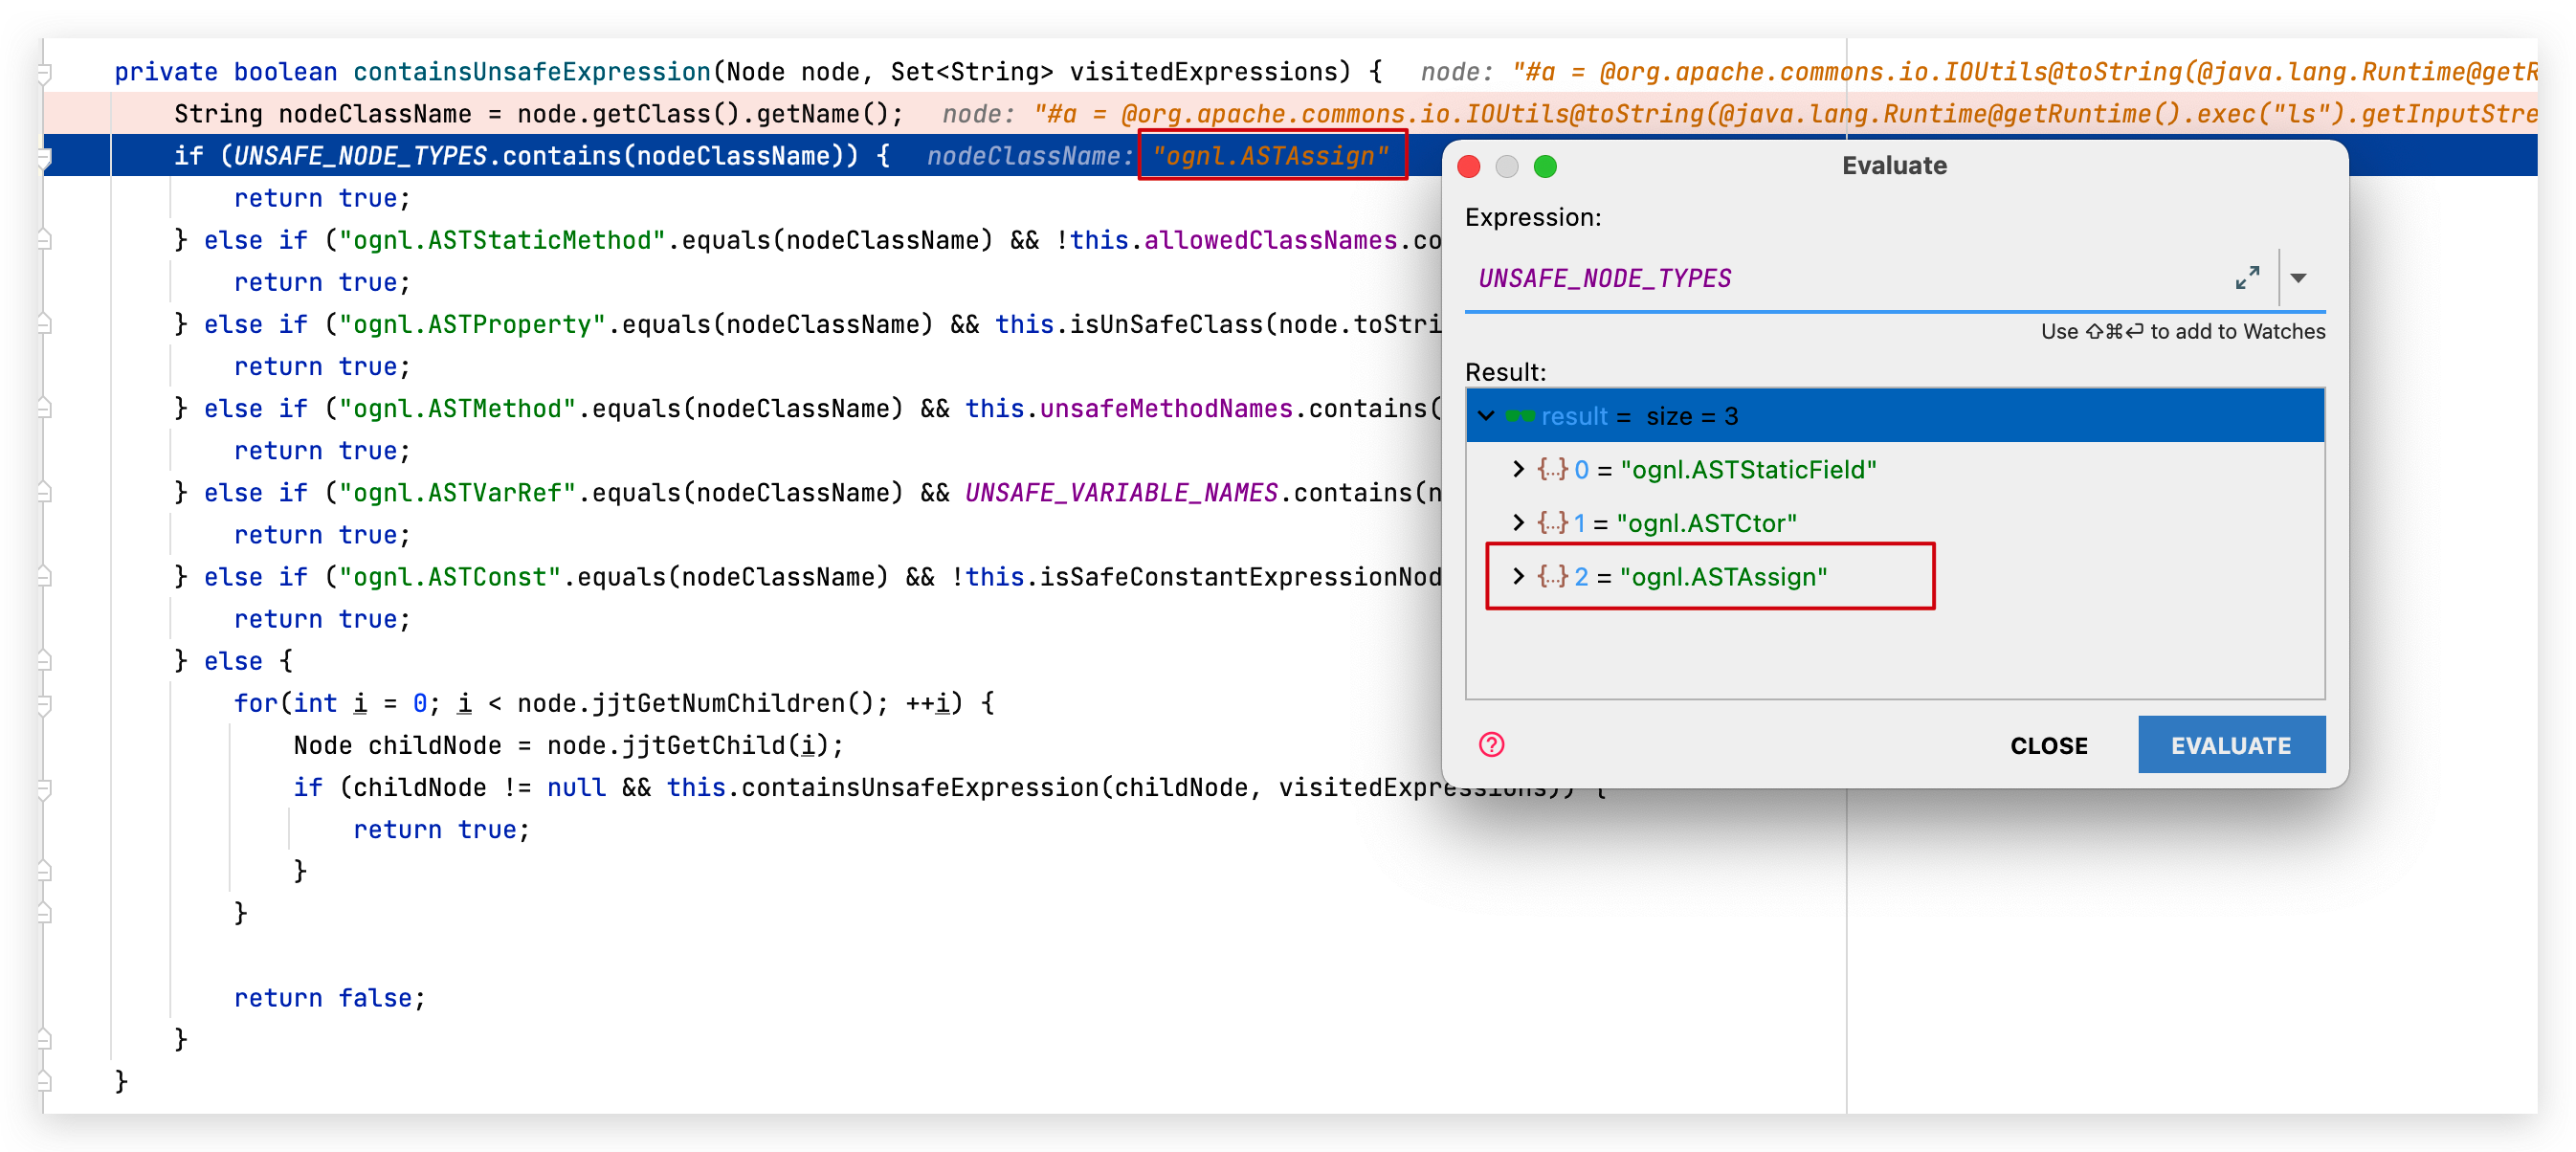 private boolean containsUnsafeExpression(Node node, Set<String> visitedExpressions) {   node: "#a = @org.apache.commons.io.IOUtils@toString(@java.lang.Runtime@getR
String nodeClassName = node.getClass().getName();   node: "#a = @org.apache.commons.io.IOUtils@toString(@java.lang.Runtime@getRuntime().exec("ls").getInputStre
if (UNSAFE_NODE_TYPES.contains(nodeClassName)) {   nodeClassName: "ognl.ASTAssign"
return true;
} else if ("ognl.ASTStaticMethod".equals(nodeClassName) && !this.allowedClassNames.co
return true;
} else if ("ognl.ASTProperty".equals(nodeClassName) && this.isUnSafeClass(node.toStri
return true;
} else if ("ognl.ASTMethod".equals(nodeClassName) && this.unsafeMethodNames.contains(
return true;
} else if ("ognl.ASTVarRef".equals(nodeClassName) && UNSAFE_VARIABLE_NAMES.contains(n
return true;
} else if ("ognl.ASTConst".equals(nodeClassName) && !this.isSafeConstantExpressionNod
return true;
} else {
for(int i = 0; i < node.jjtGetNumChildren(); ++i) {
Node childNode = node.jjtGetChild(i);
if (childNode != null && this.containsUnsafeExpression(childNode, visitedExpressions)) {
return true;
}
}
return false;
}
}
Evaluate
Expression:
UNSAFE_NODE_TYPES
Use ⇧⌘⏎ to add to Watches
Result:
result = size = 3
{...} 0 = "ognl.ASTStaticField"
{...} 1 = "ognl.ASTCtor"
{...} 2 = "ognl.ASTAssign"
?
CLOSE
EVALUATE